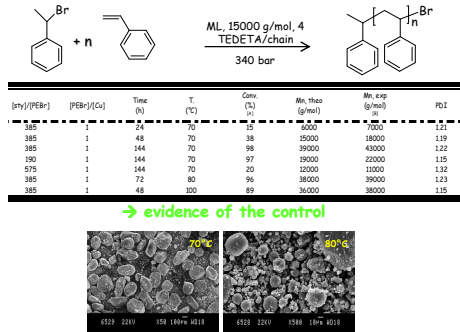 Br
+ n
ML, 15000 g/mol, 4
TEDETA/chain
340 bar
Br
n
[sty]/[PEBr] [PEBr]/[Cu] Time (h) T. (°C) Conv. (%) [A] Mn, theo (g/mol) Mn, exp (g/mol) [B] PDI
385 1 24 70 15 6000 7000 1.21
385 1 48 70 38 15000 18000 1.19
385 1 144 70 98 39000 43000 1.22
190 1 144 70 97 19000 22000 1.15
575 1 144 70 20 12000 11000 1.32
385 1 72 80 96 38000 39000 1.23
385 1 48 100 89 36000 38000 1.15
→ evidence of the control
70°C
80°C
6529 22KV X50 100µm WD18
6528 22KV X500 10µm WD18